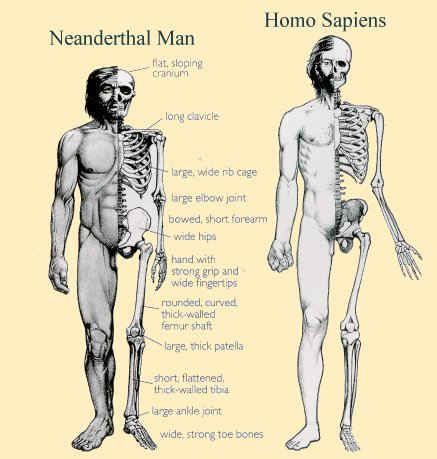 Neanderthal Man
Homo Sapiens
flat, sloping
cranium
long clavicle
large, wide rib cage
large elbow joint
bowed, short forearm
wide hips
hand with
strong grip and
wide fingertips
rounded, curved,
thick-walled
femur shaft
large, thick patella
short, flattened,
thick-walled tibia
large ankle joint
wide, strong toe bones